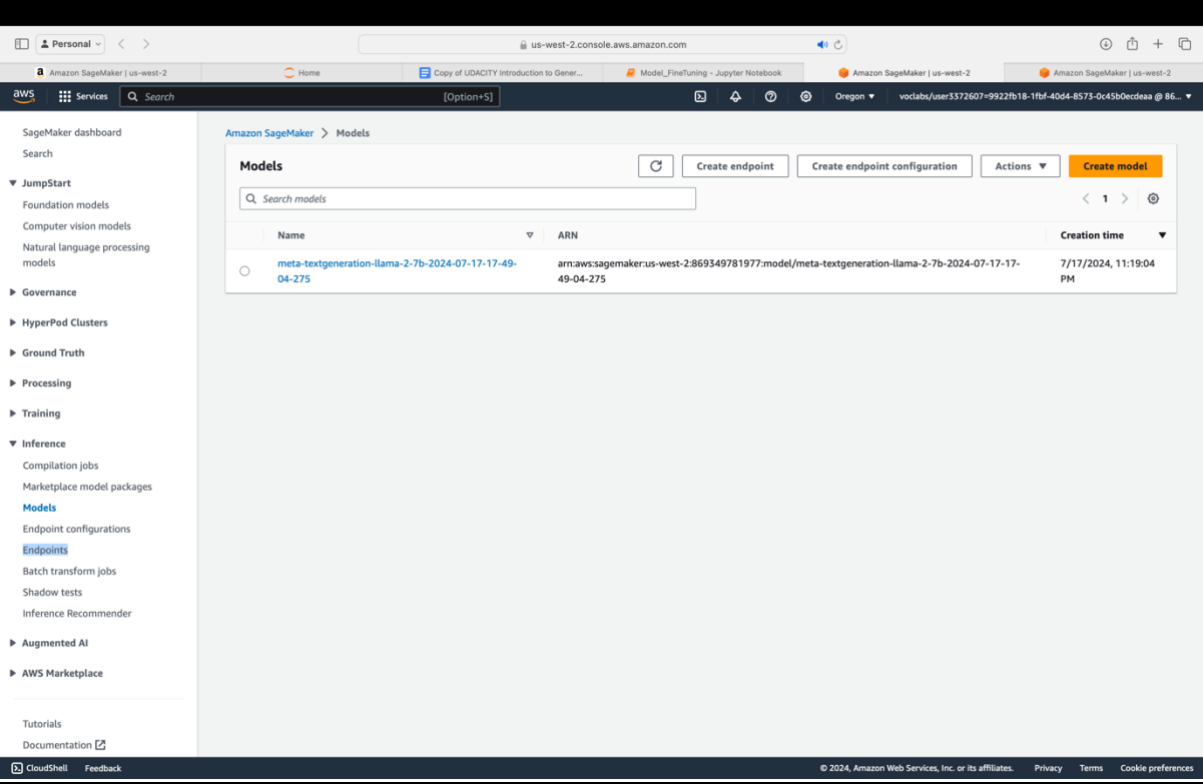 Personal
us-west-2.console.aws.amazon.com
Amazon SageMaker | us-west-2
Home
Copy of UDACITY Introduction to Gener...
Model_FineTuning - Jupyter Notebook
Amazon SageMaker | us-west-2
Amazon SageMaker | us-west-2
aws
Services
Search
[Option+S]
Oregon ▼
voclabs/user3372607=9922fb18-1fbf-40d4-8573-0c45b0ecdeaa @ 86... ▼
SageMaker dashboard
Search
JumpStart
Foundation models
Computer vision models
Natural language processing
models
Governance
HyperPod Clusters
Ground Truth
Processing
Training
Inference
Compilation jobs
Marketplace model packages
Models
Endpoint configurations
Endpoints
Batch transform jobs
Shadow tests
Inference Recommender
Augmented AI
AWS Marketplace
Tutorials
Documentation
Amazon SageMaker > Models
Models
Create endpoint
Create endpoint configuration
Actions ▼
Create model
Search models
1
Name
ARN
Creation time
meta-textgeneration-llama-2-7b-2024-07-17-17-49-
04-275
arn:aws:sagemaker:us-west-2:869349781977:model/meta-textgeneration-llama-2-7b-2024-07-17-17-
49-04-275
7/17/2024, 11:19:04
PM
CloudShell
Feedback
© 2024, Amazon Web Services, Inc. or its affiliates.
Privacy
Terms
Cookie preferences